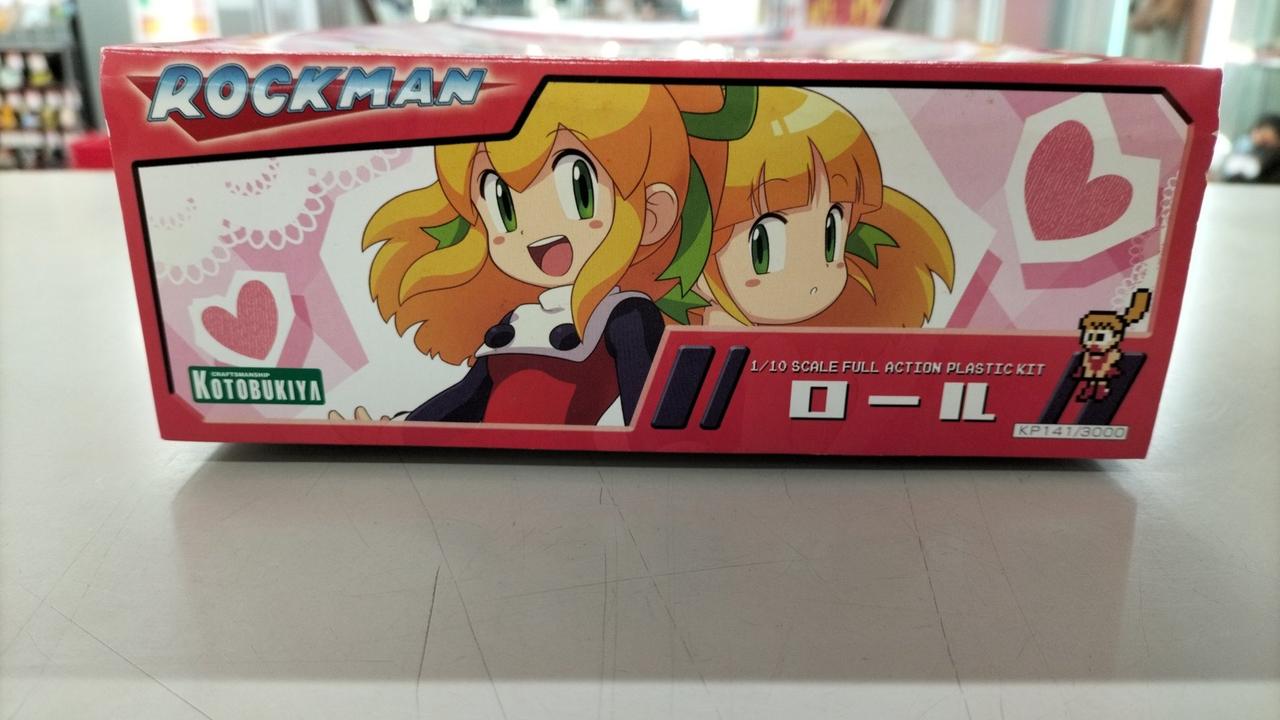 ROCKMAN
CRAFTSMANSHIP
KOTOBUKIYA
1/10 SCALE FULL ACTION PLASTIC KIT
ロール
KP141/3000